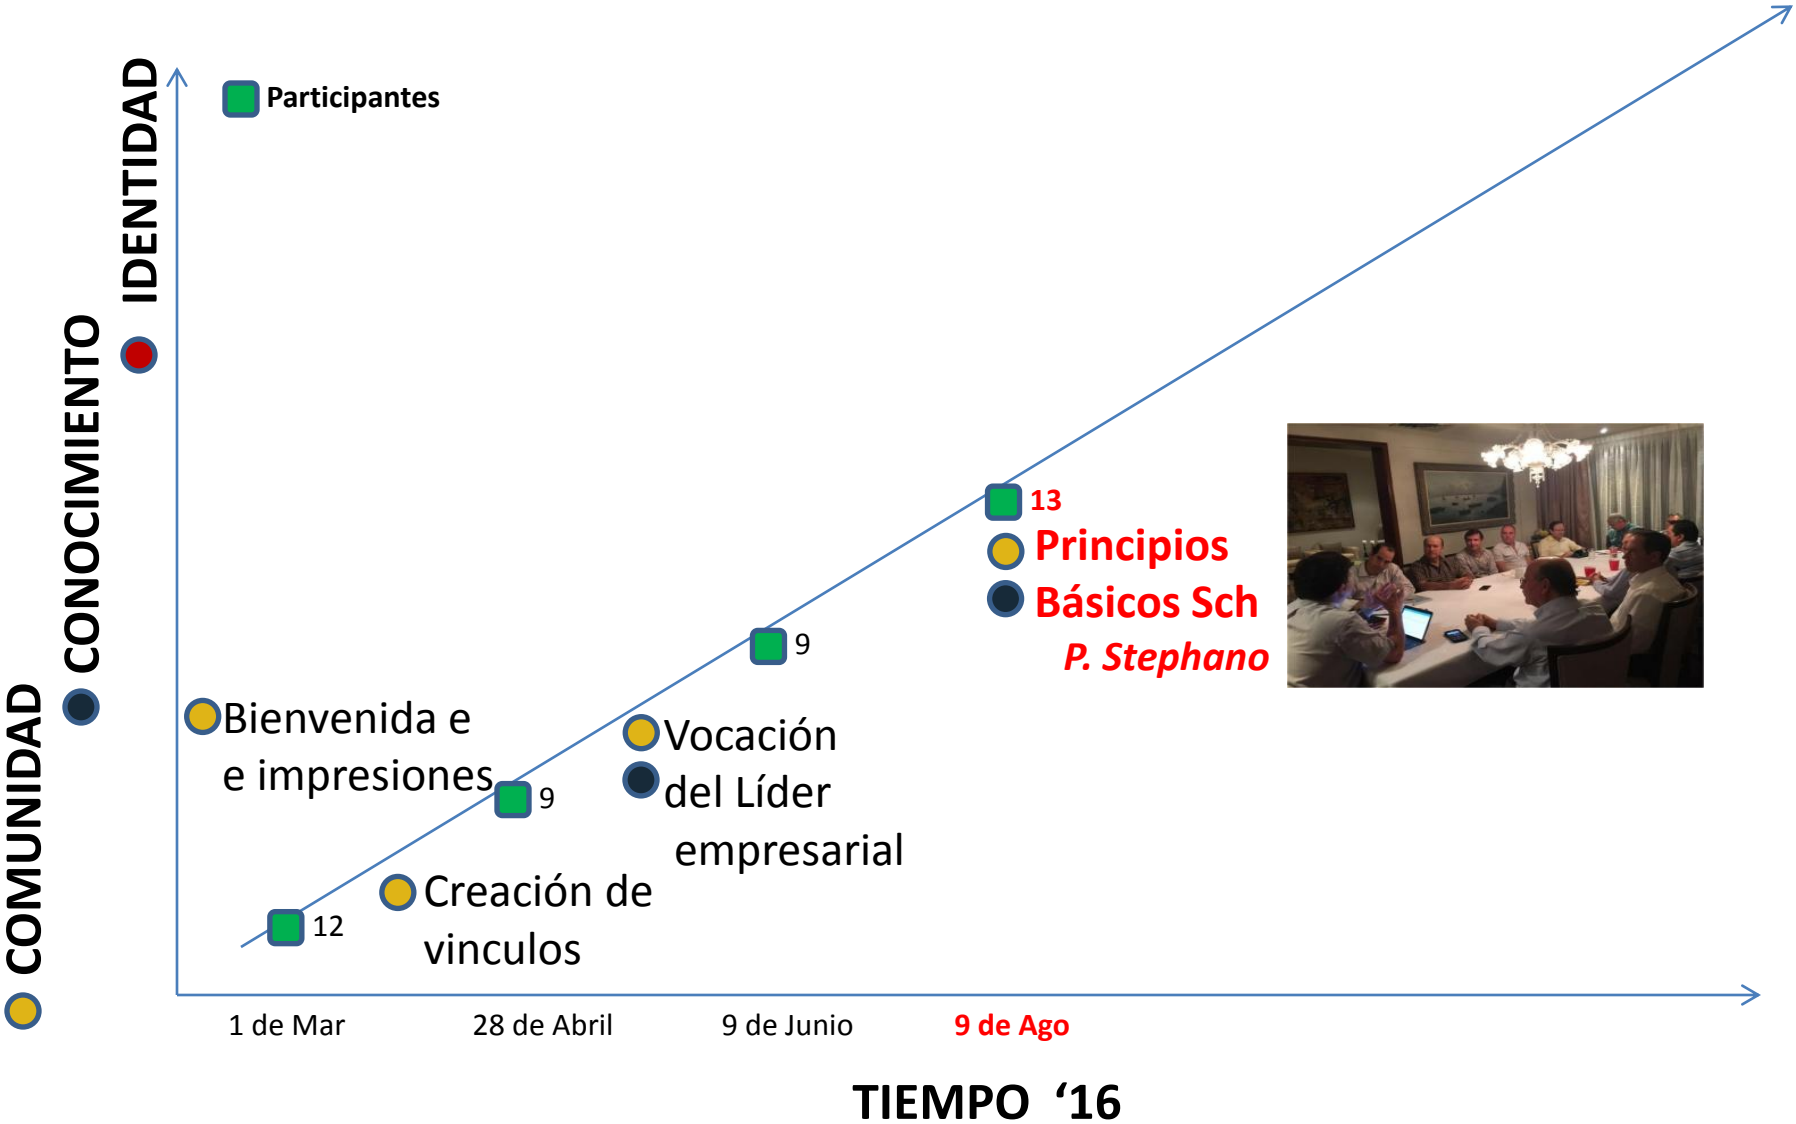 IDENTIDAD
CONOCIMIENTO
COMUNIDAD
Participantes
13
Principios
Básicos Sch
P. Stephano
9
Bienvenida e
e impresiones
Vocación
del Líder
empresarial
9
Creación de
vinculos
12
1 de Mar
28 de Abril
9 de Junio
9 de Ago
TIEMPO ‘16